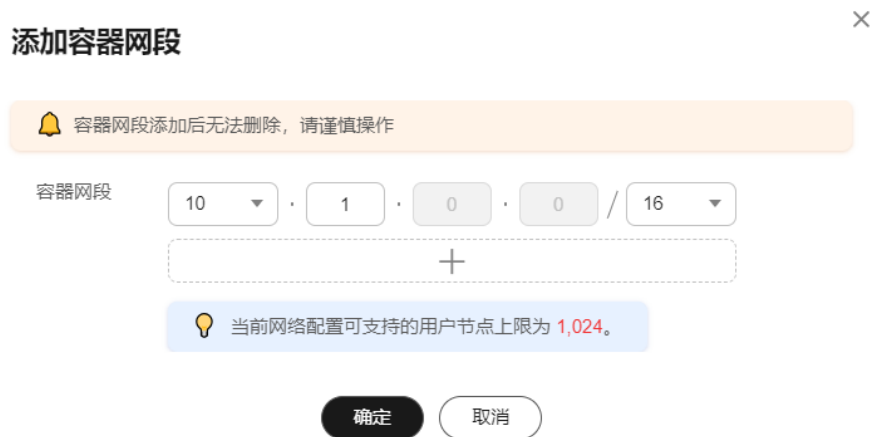 添加容器网段
容器网段添加后无法删除，请谨慎操作
容器网段 10 . 1 . 0 . 0 / 16
当前网络配置可支持的用户节点上限为 1,024。
确定 取消